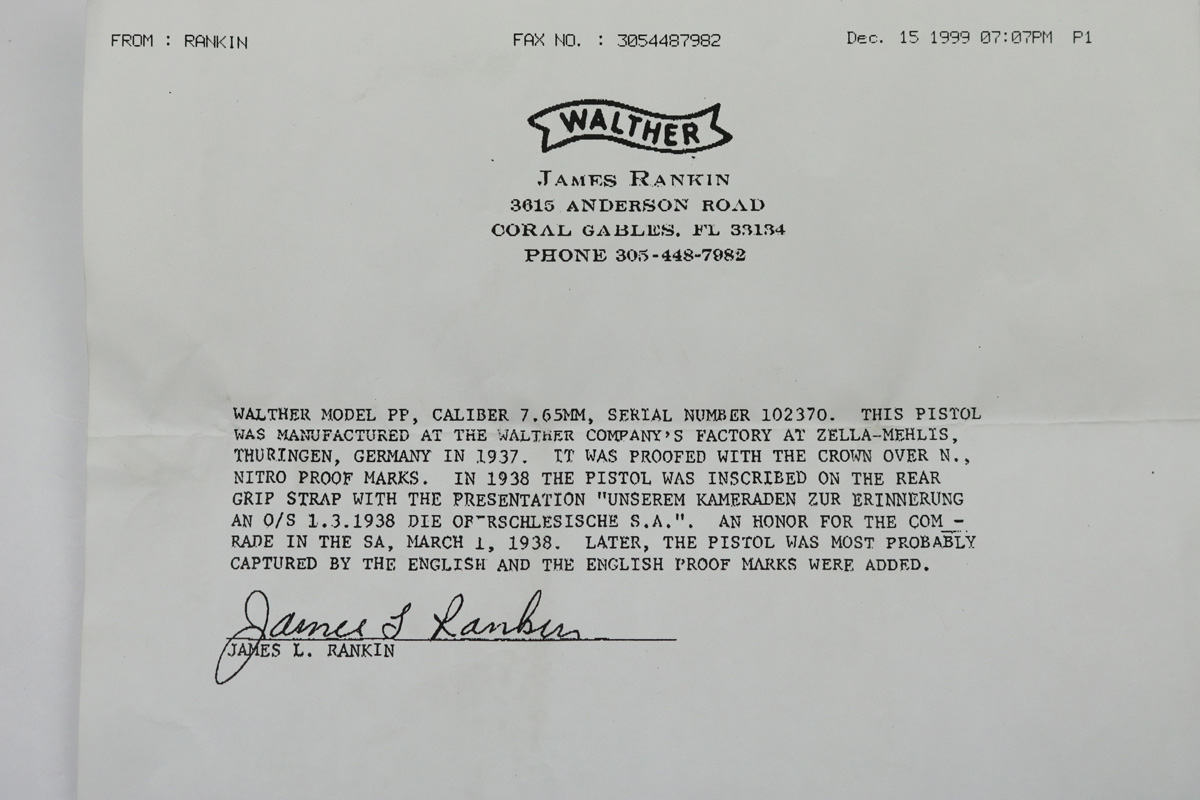 FROM : RANKIN FAX NO. : 3054487982 Dec. 15 1999 07:07PM P1
WALTHER
JAMES RANKIN
3615 ANDERSON ROAD
CORAL GABLES, FL 33134
PHONE 305-448-7982
WALTHER MODEL PP, CALIBER 7.65MM, SERIAL NUMBER 102370. THIS PISTOL
WAS MANUFACTURED AT THE WALTHER COMPANY'S FACTORY AT ZELLA-MEHLIS,
THURINGEN, GERMANY IN 1937. IT WAS PROOFED WITH THE CROWN OVER N.,
NITRO PROOF MARKS. IN 1938 THE PISTOL WAS INSCRIBED ON THE REAR
GRIP STRAP WITH THE PRESENTATION "UNSEREM KAMERADEN ZUR ERINNERUNG
AN O/S 1.3.1938 DIE OB‾RSCHLESISCHE S.A.". AN HONOR FOR THE COM-
RADE IN THE SA, MARCH 1, 1938. LATER, THE PISTOL WAS MOST PROBABLY
CAPTURED BY THE ENGLISH AND THE ENGLISH PROOF MARKS WERE ADDED.
James L Rankin
JAMES L. RANKIN